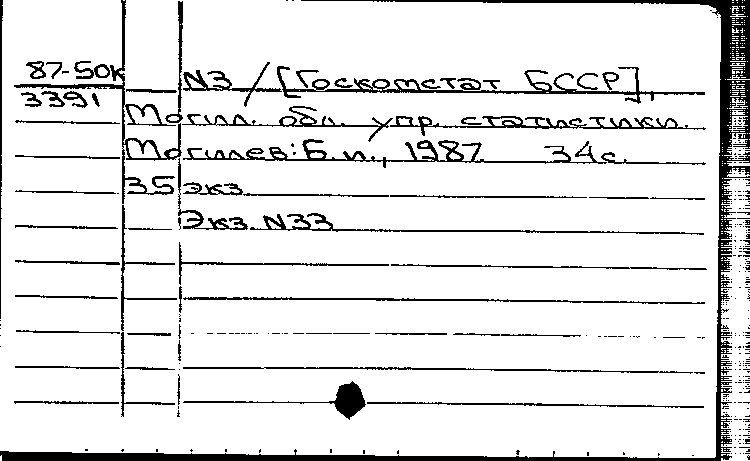 87-50к N3 / [Госкомстат БССР],
3391 Могил. обл. упр. статистики.
Могилев: Б. и., 1987. 34с.
35 экз.
Экз. N33